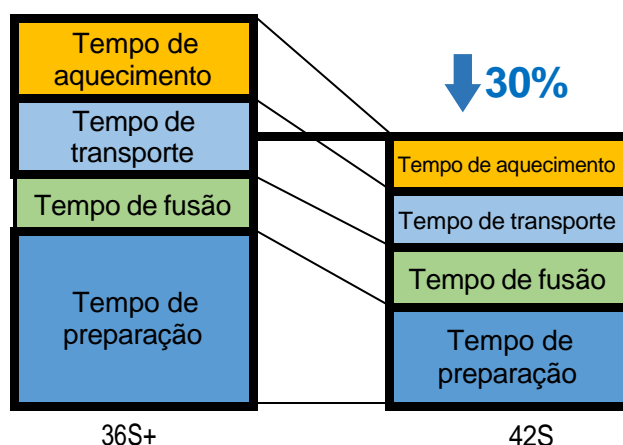 Tempo de
aquecimento
Tempo de
transporte
Tempo de fusão
Tempo de
preparação
36S+
30%
Tempo de aquecimento
Tempo de transporte
Tempo de fusão
Tempo de
preparação
42S